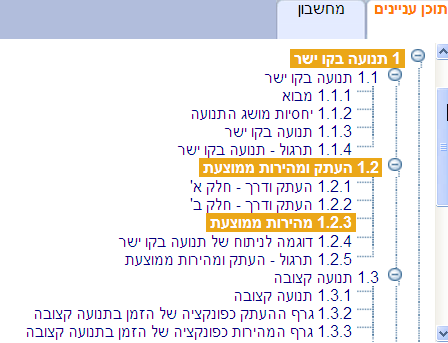 תוכן עניינים
מחשבון
1 תנועה בקו ישר
1.1 תנועה בקו ישר
1.1.1 מבוא
1.1.2 יחסיות מושג התנועה
1.1.3 תנועה בקו ישר
1.1.4 תרגול - תנועה בקו ישר
1.2 העתק ומהירות ממוצעת
1.2.1 העתק ודרך - חלק א'
1.2.2 העתק ודרך - חלק ב'
1.2.3 מהירות ממוצעת
1.2.4 דוגמה לניתוח של תנועה בקו ישר
1.2.5 תרגול - העתק ומהירות ממוצעת
1.3 תנועה קצובה
1.3.1 תנועה קצובה
1.3.2 גרף ההעתק כפונקציה של הזמן בתנועה קצובה
1.3.3 גרף המהירות כפונקציה של הזמן בתנועה קצובה